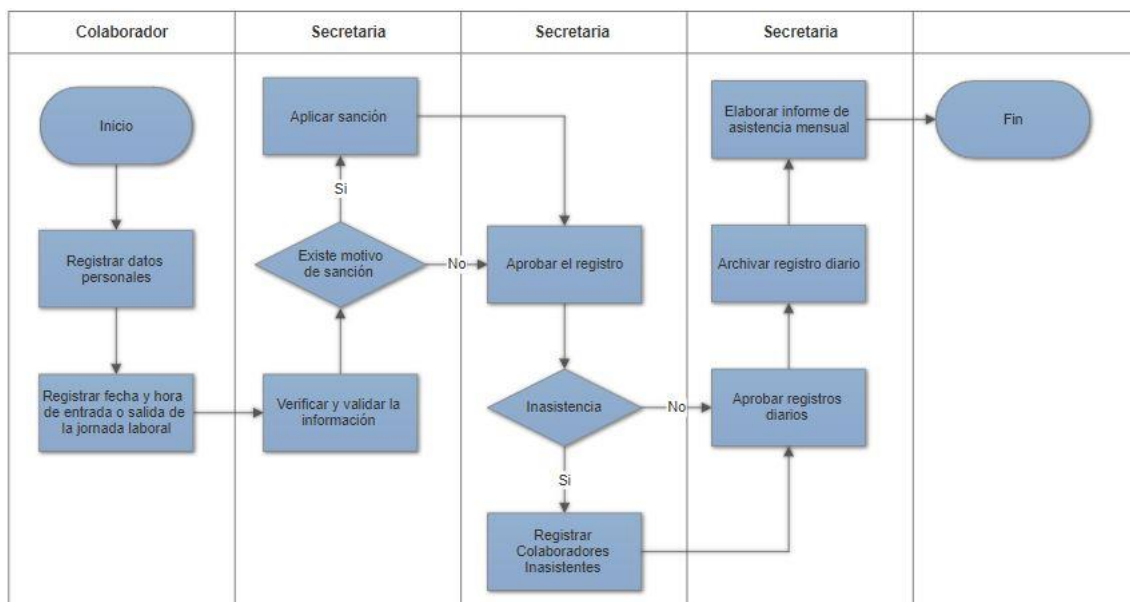 Colaborador
Secretaria
Secretaria
Secretaria
Inicio
Registrar datos
personales
Registrar fecha y hora
de entrada o salida de
la jornada laboral
Aplicar sanción
Si
Existe motivo
de sanción
No
Verificar y validar la
información
Aprobar el registro
Inasistencia
No
Si
Registrar
Colaboradores
Inasistentes
Elaborar informe de
asistencia mensual
Archivar registro diario
Aprobar registros
diarios
Fin